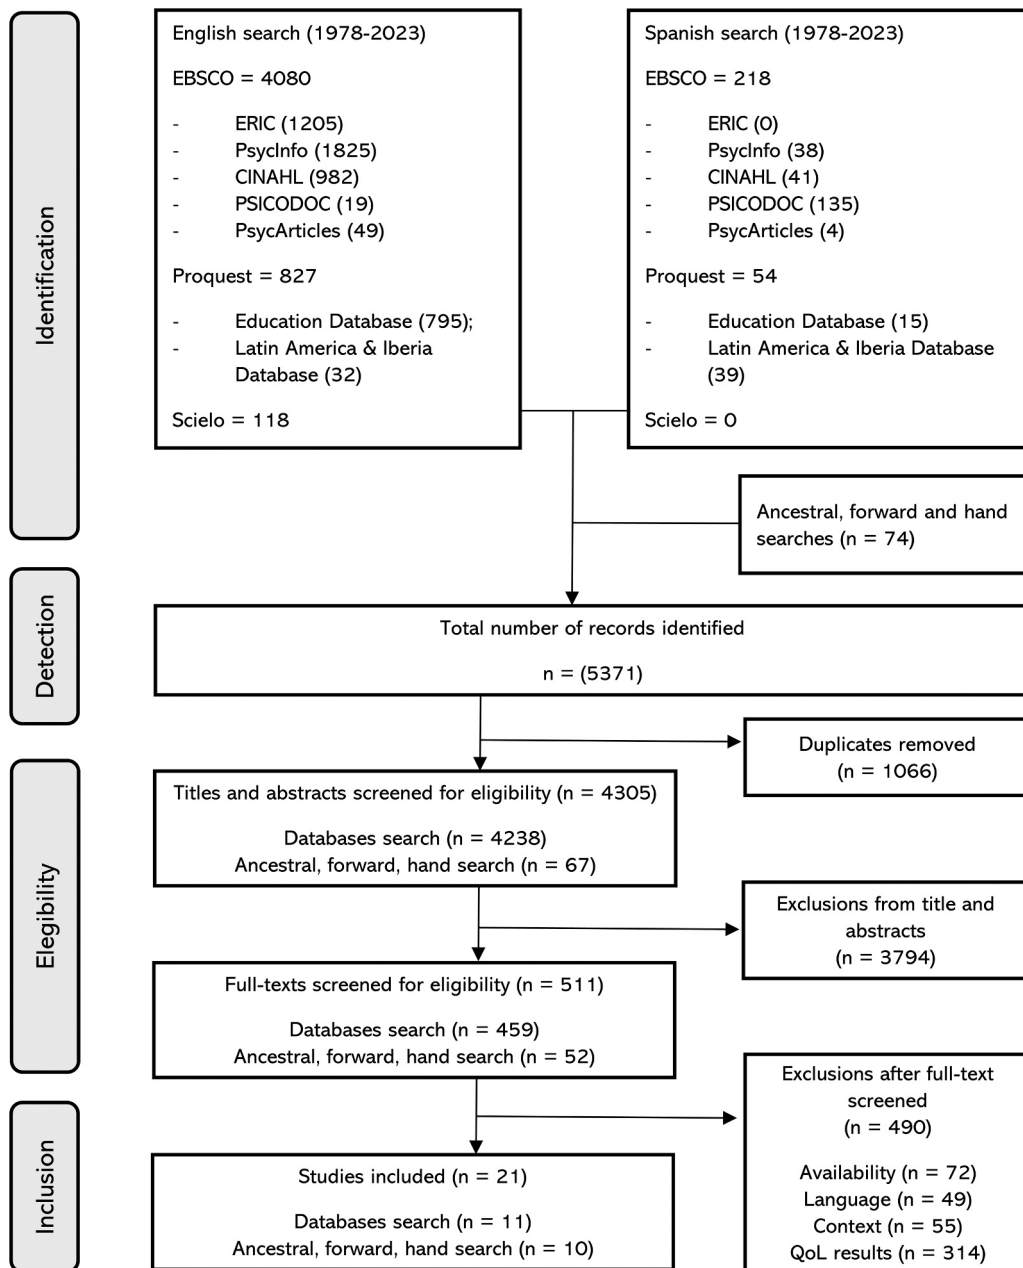 Identification
English search (1978-2023)
EBSCO = 4080
- ERIC (1205)
- PsycInfo (1825)
- CINAHL (982)
- PSICODOC (19)
- PsycArticles (49)
Proquest = 827
- Education Database (795);
- Latin America & Iberia
Database (32)
Scielo = 118
Spanish search (1978-2023)
EBSCO = 218
- ERIC (0)
- PsycInfo (38)
- CINAHL (41)
- PSICODOC (135)
- PsycArticles (4)
Proquest = 54
- Education Database (15)
- Latin America & Iberia Database
(39)
Scielo = 0
Ancestral, forward and hand
searches (n = 74)
Detection
Total number of records identified
n = (5371)
Duplicates removed
(n = 1066)
Elegibility
Titles and abstracts screened for eligibility (n = 4305)
Databases search (n = 4238)
Ancestral, forward, hand search (n = 67)
Exclusions from title and
abstracts
(n = 3794)
Full-texts screened for eligibility (n = 511)
Databases search (n = 459)
Ancestral, forward, hand search (n = 52)
Exclusions after full-text
screened
(n = 490)
Availability (n = 72)
Language (n = 49)
Context (n = 55)
QoL results (n = 314)
Inclusion
Studies included (n = 21)
Databases search (n = 11)
Ancestral, forward, hand search (n = 10)